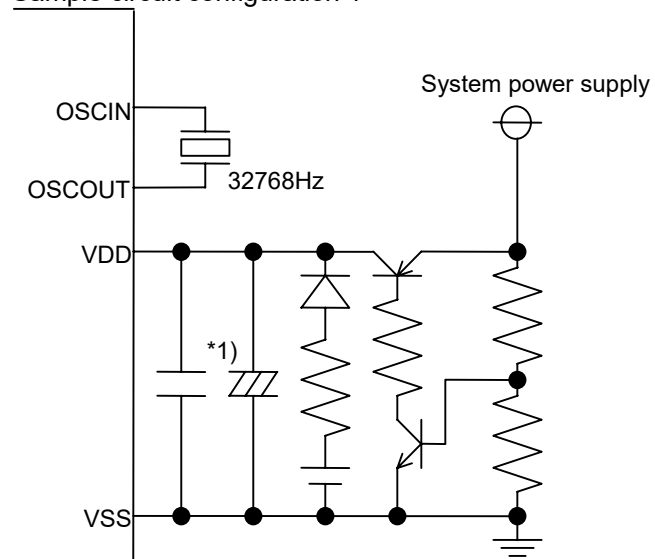 Sample circuit configuration 1
System power supply
OSCIN
OSCOUT
32768Hz
VDD
*1)
VSS